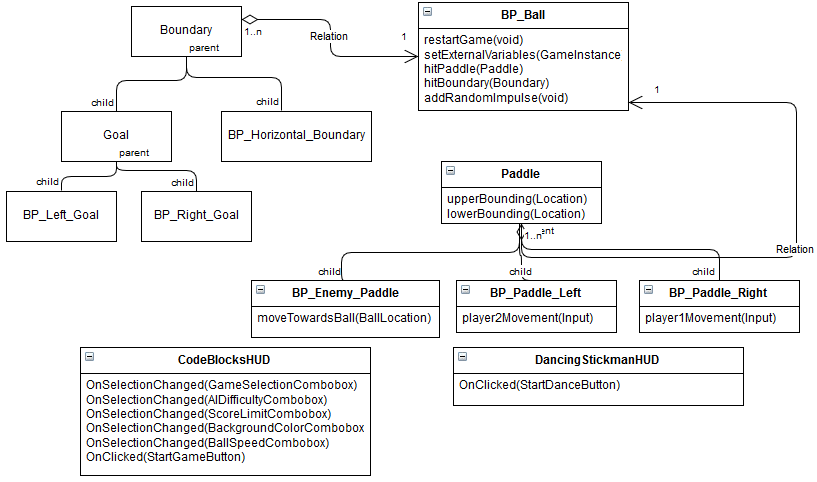 Boundary
parent
1..n
Relation
1
BP_Ball
restartGame(void)
setExternalVariables(GameInstance
hitPaddle(Paddle)
hitBoundary(Boundary)
addRandomImpulse(void)
1
child
child
Goal
parent
BP_Horizontal_Boundary
child
child
BP_Left_Goal
BP_Right_Goal
Paddle
upperBounding(Location)
lowerBounding(Location)
1..n
ent
Relation
child
child
child
BP_Enemy_Paddle
moveTowardsBall(BallLocation)
BP_Paddle_Left
player2Movement(Input)
BP_Paddle_Right
player1Movement(Input)
CodeBlocksHUD
OnSelectionChanged(GameSelectionCombobox)
OnSelectionChanged(AIDifficultyCombobox)
OnSelectionChanged(ScoreLimitCombobox)
OnSelectionChanged(BackgroundColorCombobox
OnSelectionChanged(BallSpeedCombobox)
OnClicked(StartGameButton)
DancingStickmanHUD
OnClicked(StartDanceButton)